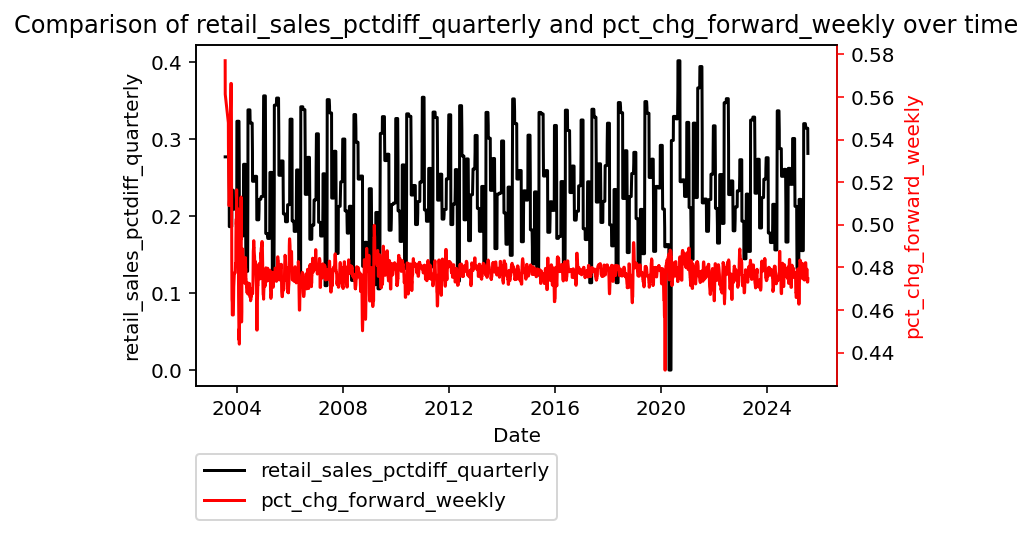 Comparison of retail_sales_pctdiff_quarterly and pct_chg_forward_weekly over time
retail_sales_pctdiff_quarterly
0.4
0.3
0.2
0.1
0.0
0.58
0.56
0.54
0.52
0.50
0.48
0.46
0.44
pct_chg_forward_weekly
2004 2008 2012 2016 2020 2024
Date
retail_sales_pctdiff_quarterly
pct_chg_forward_weekly